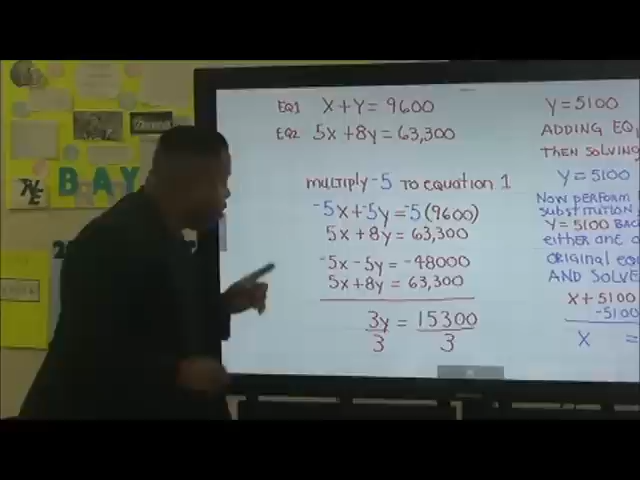 Eq1 X+Y=9600
Eq2 5x+8y=63,300
multiply -5 To equation 1
-5x+-5y=-5(9600)
5x+8y=63,300
-5x-5y=-48000
5x+8y=63,300
3y = 15300
3 3
Y=5100
ADDING EQ
Then SOLVING
Y=5100
Now perform
substitution
Y=5100 BAC
either one o
ORIGINAL eq
AND SOLVE
X+5100
-5100
X =
BAY